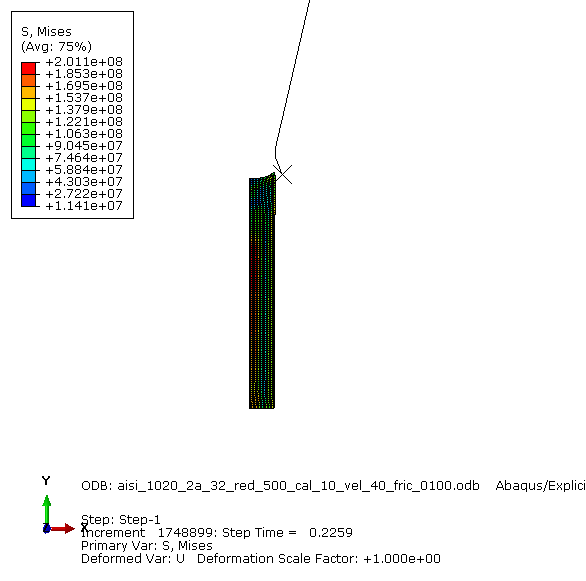 S, Mises
(Avg: 75%)
+2.011e+08
+1.853e+08
+1.695e+08
+1.537e+08
+1.379e+08
+1.221e+08
+1.063e+08
+9.045e+07
+7.464e+07
+5.884e+07
+4.303e+07
+2.722e+07
+1.141e+07
Y
ODB: aisi_1020_2a_32_red_500_cal_10_vel_40_fric_0100.odb Abaqus/Explici
Z X
Step: Step-1
Increment 1748899: Step Time = 0.2259
Primary Var: S, Mises
Deformed Var: U Deformation Scale Factor: +1.000e+00